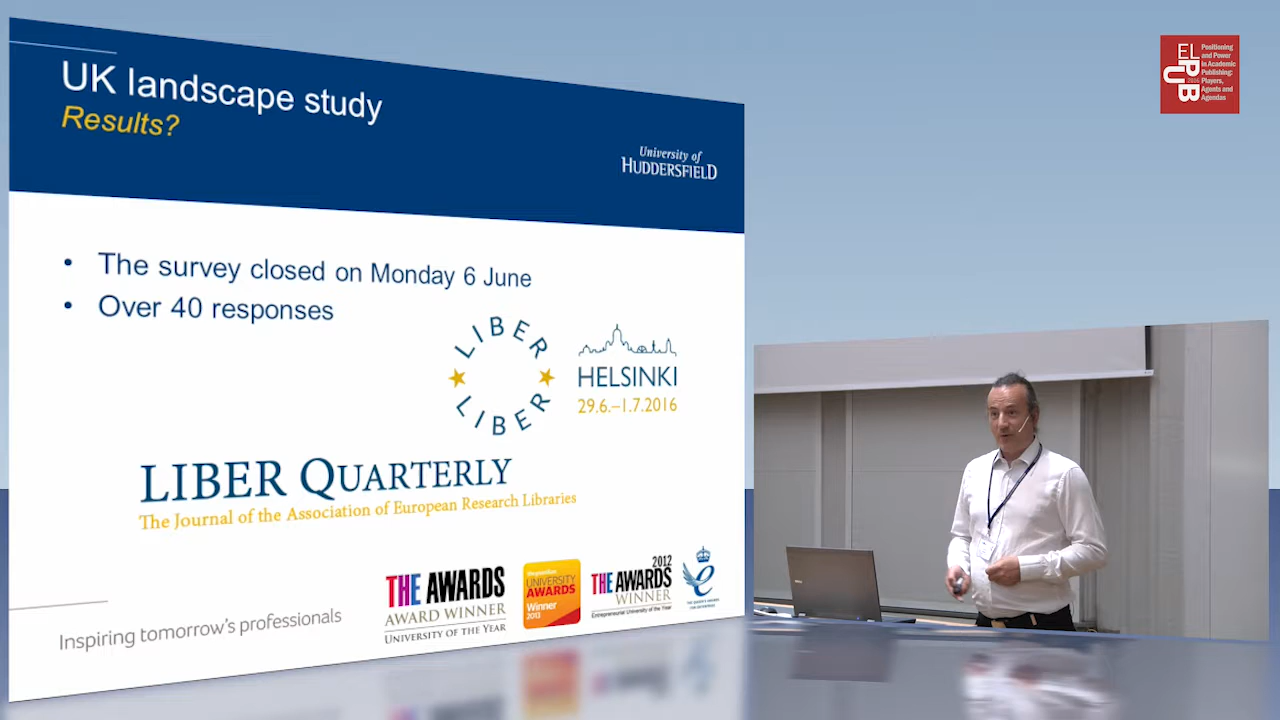 UK landscape study
Results?
University of
HUDDERSFIELD
• The survey closed on Monday 6 June
• Over 40 responses
LIBER
LIBER
HELSINKI
29.6.–1.7.2016
LIBER QUARTERLY
The Journal of the Association of European Research Libraries
Inspiring tomorrow's professionals
THE AWARDS
AWARD WINNER
UNIVERSITY OF THE YEAR
UNIVERSITY
AWARDS
Winner
2013
2012
THE AWARDS
WINNER
Entrepreneurial University of the Year
EL
PUB
2016
Positioning
and Power
in Academic
Publishing:
Players,
Agents and
Agendas